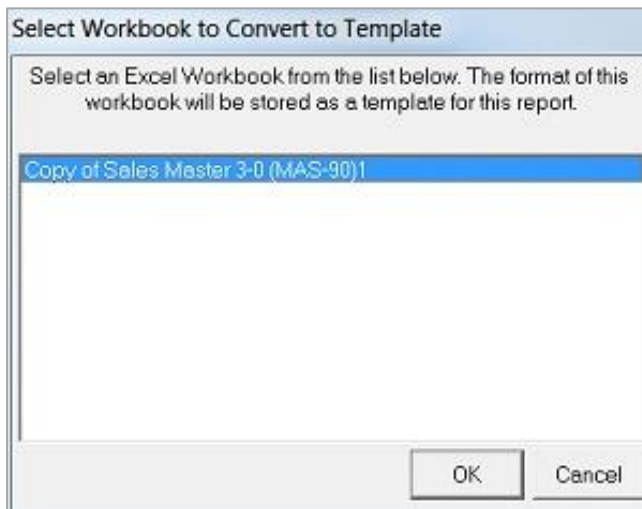 Select Workbook to Convert to Template
Select an Excel Workbook from the list below. The format of this
workbook will be stored as a template for this report.
Copy of Sales Master 3-0 (MAS-90)1
OK Cancel